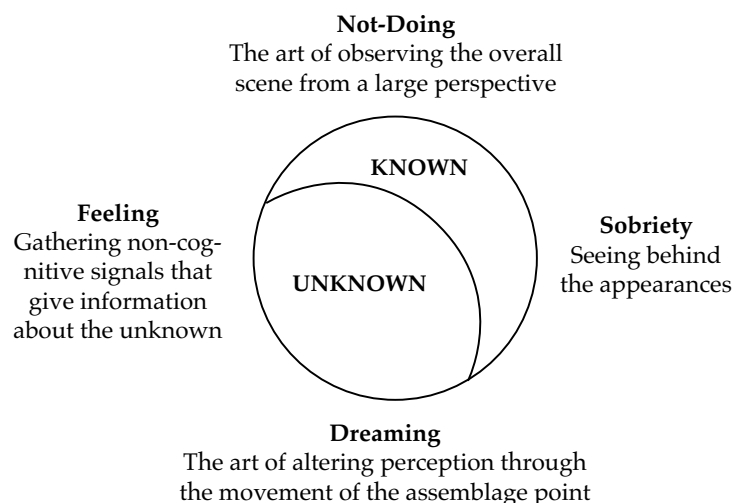 Not-Doing
The art of observing the overall
scene from a large perspective
KNOWN
Feeling
Gathering non-cog-
nitive signals that
give information
about the unknown
UNKNOWN
Sobriety
Seeing behind
the appearances
Dreaming
The art of altering perception through
the movement of the assemblage point